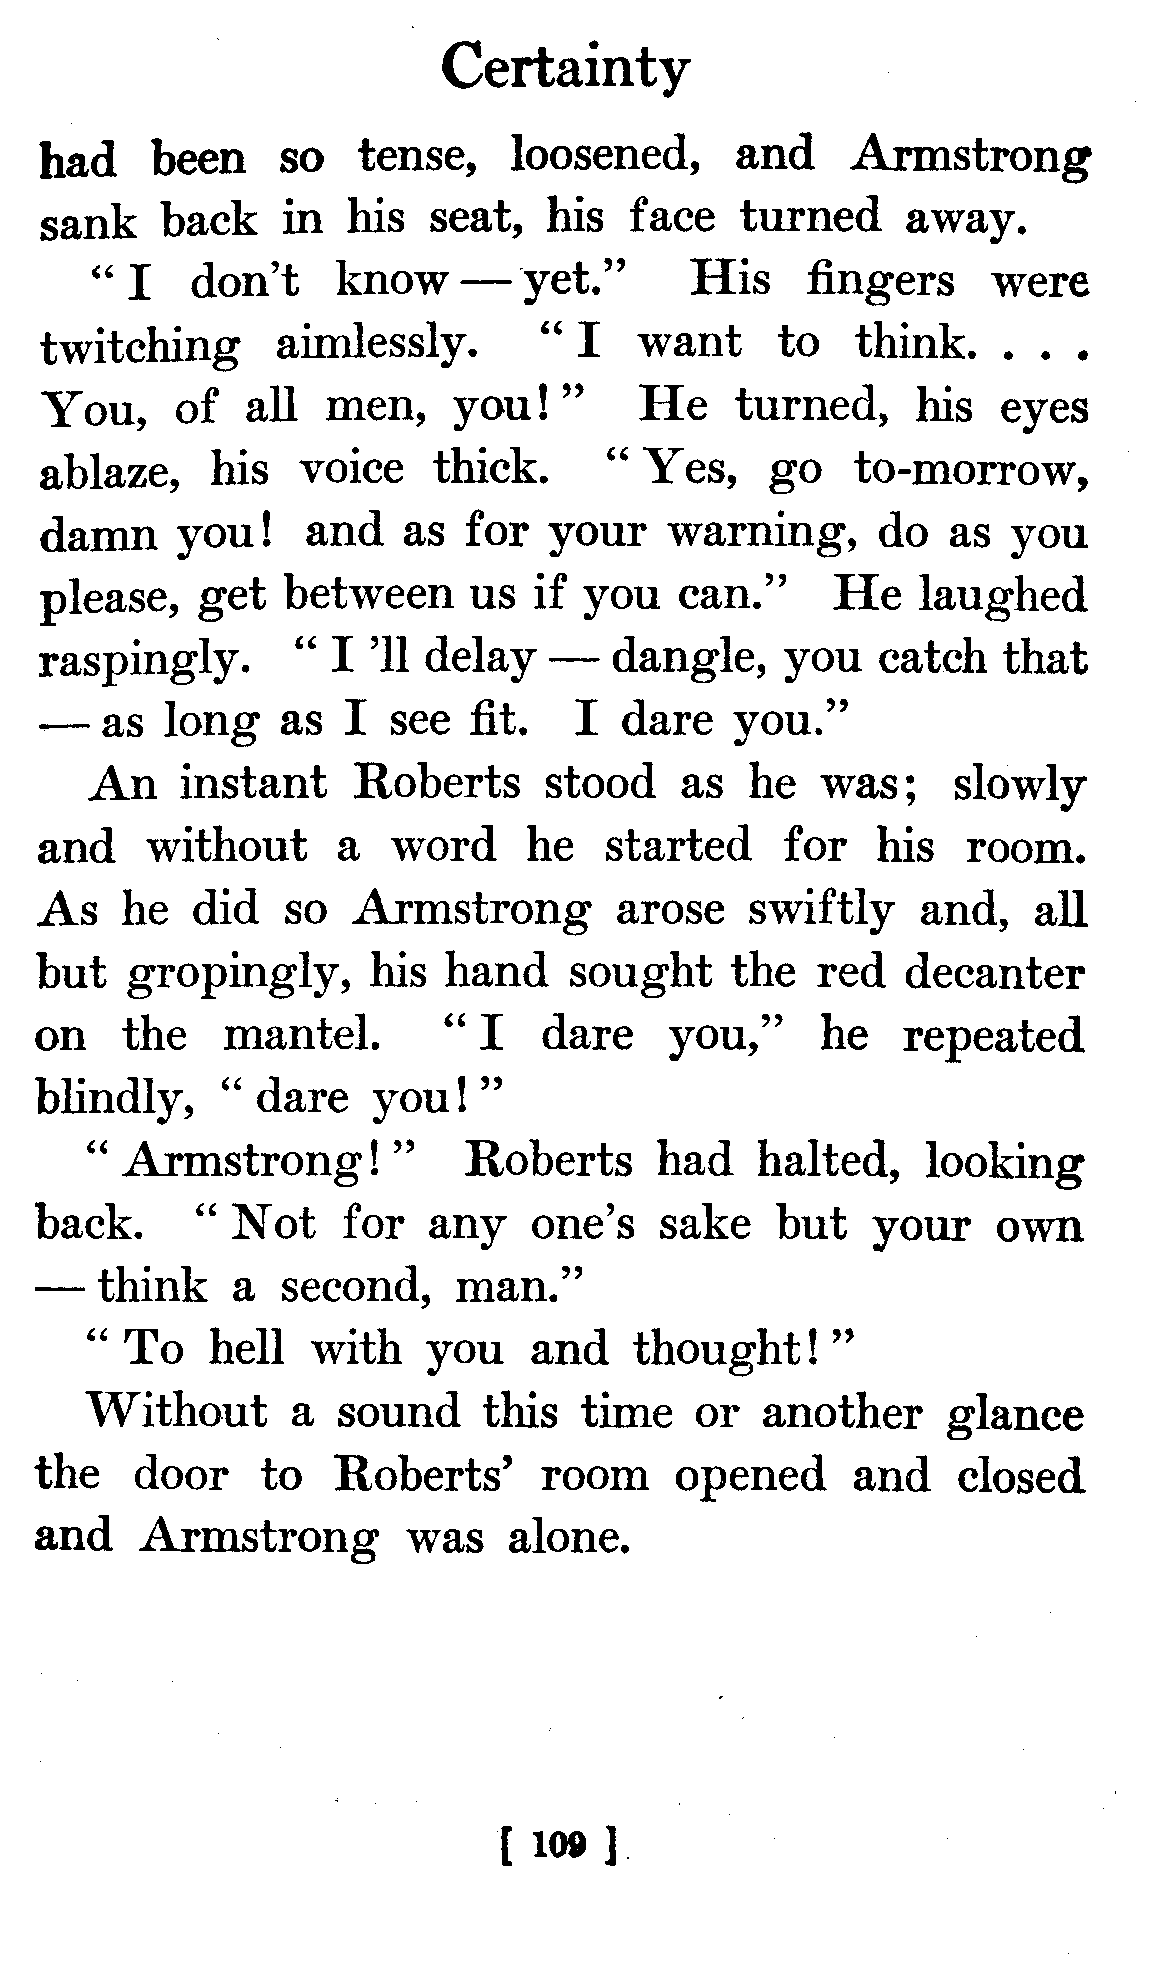 Certainty
had been so tense, loosened, and Armstrong
sank back in his seat, his face turned away.
“I don't know—yet.” His fingers were
twitching aimlessly. “I want to think. . . .
You, of all men, you!” He turned, his eyes
ablaze, his voice thick. “Yes, go to-morrow,
damn you! and as for your warning, do as you
please, get between us if you can.” He laughed
raspingly. “I 'll delay — dangle, you catch that
— as long as I see fit. I dare you.”
An instant Roberts stood as he was; slowly
and without a word he started for his room.
As he did so Armstrong arose swiftly and, all
but gropingly, his hand sought the red decanter
on the mantel. “I dare you,” he repeated
blindly, “dare you!”
“Armstrong!” Roberts had halted, looking
back. “Not for any one's sake but your own
— think a second, man.”
“To hell with you and thought!”
Without a sound this time or another glance
the door to Roberts' room opened and closed
and Armstrong was alone.
[ 109 ]